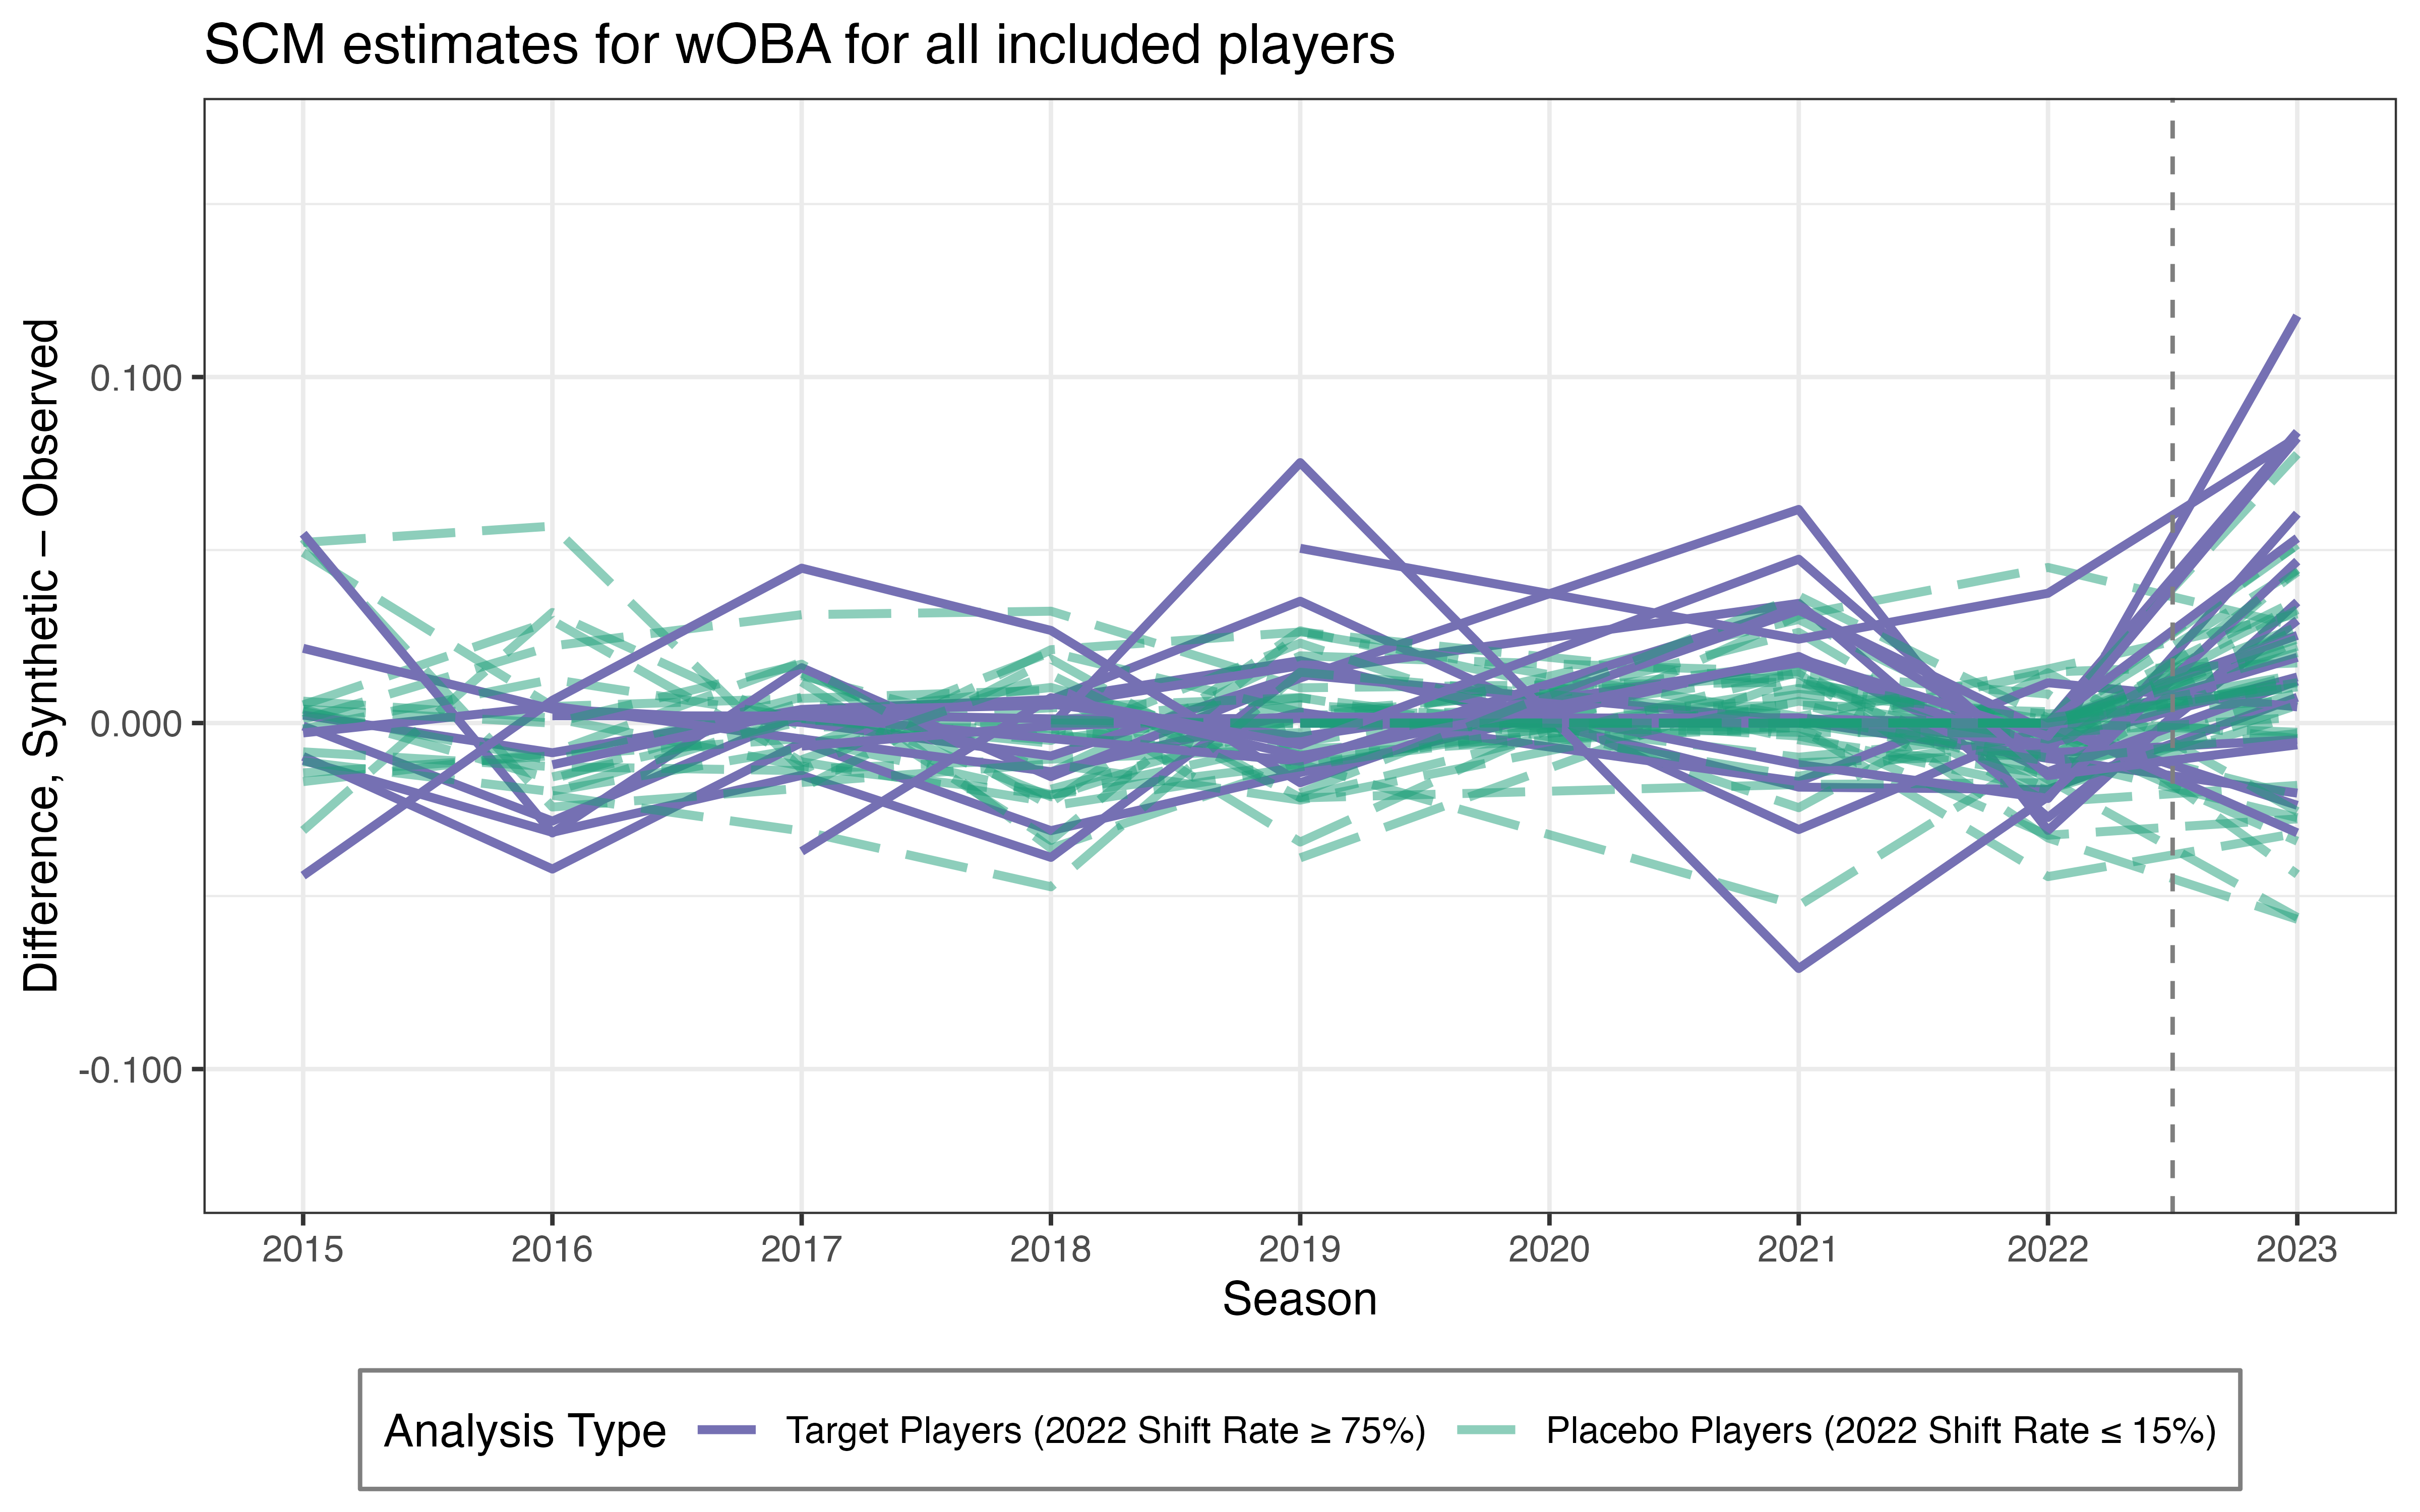 SCM estimates for wOBA for all included players
Difference, Synthetic – Observed
0.100
0.000
-0.100
2015 2016 2017 2018 2019 2020 2021 2022 2023
Season
Analysis Type Target Players (2022 Shift Rate ≥ 75%) Placebo Players (2022 Shift Rate ≤ 15%)